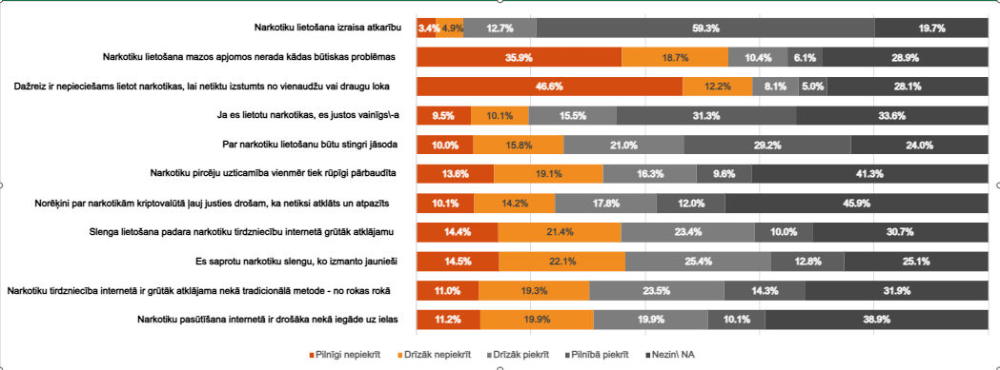 Narkotiku lietošana izraisa atkarību 3.4% 4.9% 12.7% 59.3% 19.7%
Narkotiku lietošana mazos apjomos nerada kādas būtiskas problēmas 35.9% 18.7% 10.4% 6.1% 28.9%
Dažreiz ir nepieciešams lietot narkotikas, lai netiktu izstumts no vienaudžu vai draugu loka 46.6% 12.2% 8.1% 5.0% 28.1%
Ja es lietotu narkotikas, es justos vainīgs\-a 9.5% 10.1% 15.5% 31.3% 33.6%
Par narkotiku lietošanu būtu stingri jāsoda 10.0% 15.8% 21.0% 29.2% 24.0%
Narkotiku pircēju uzticamība vienmēr tiek rūpīgi pārbaudīta 13.6% 19.1% 16.3% 9.6% 41.3%
Norēķini par narkotikām kriptovalūtā ļauj justies drošam, ka netiksi atklāts un atpazīts 10.1% 14.2% 17.8% 12.0% 45.9%
Slenga lietošana padara narkotiku tirdzniecību internetā grūtāk atklājamu 14.4% 21.4% 23.4% 10.0% 30.7%
Es saprotu narkotiku slengu, ko izmanto jaunieši 14.5% 22.1% 25.4% 12.8% 25.1%
Narkotiku tirdzniecība internetā ir grūtāk atklājama nekā tradicionālā metode - no rokas rokā 11.0% 19.3% 23.5% 14.3% 31.9%
Narkotiku pasūtīšana internetā ir drošāka nekā iegāde uz ielas 11.2% 19.9% 19.9% 10.1% 38.9%
Pilnīgi nepiekrīt Drīzāk nepiekrīt Drīzāk piekrīt Pilnībā piekrīt Nezin\ NA